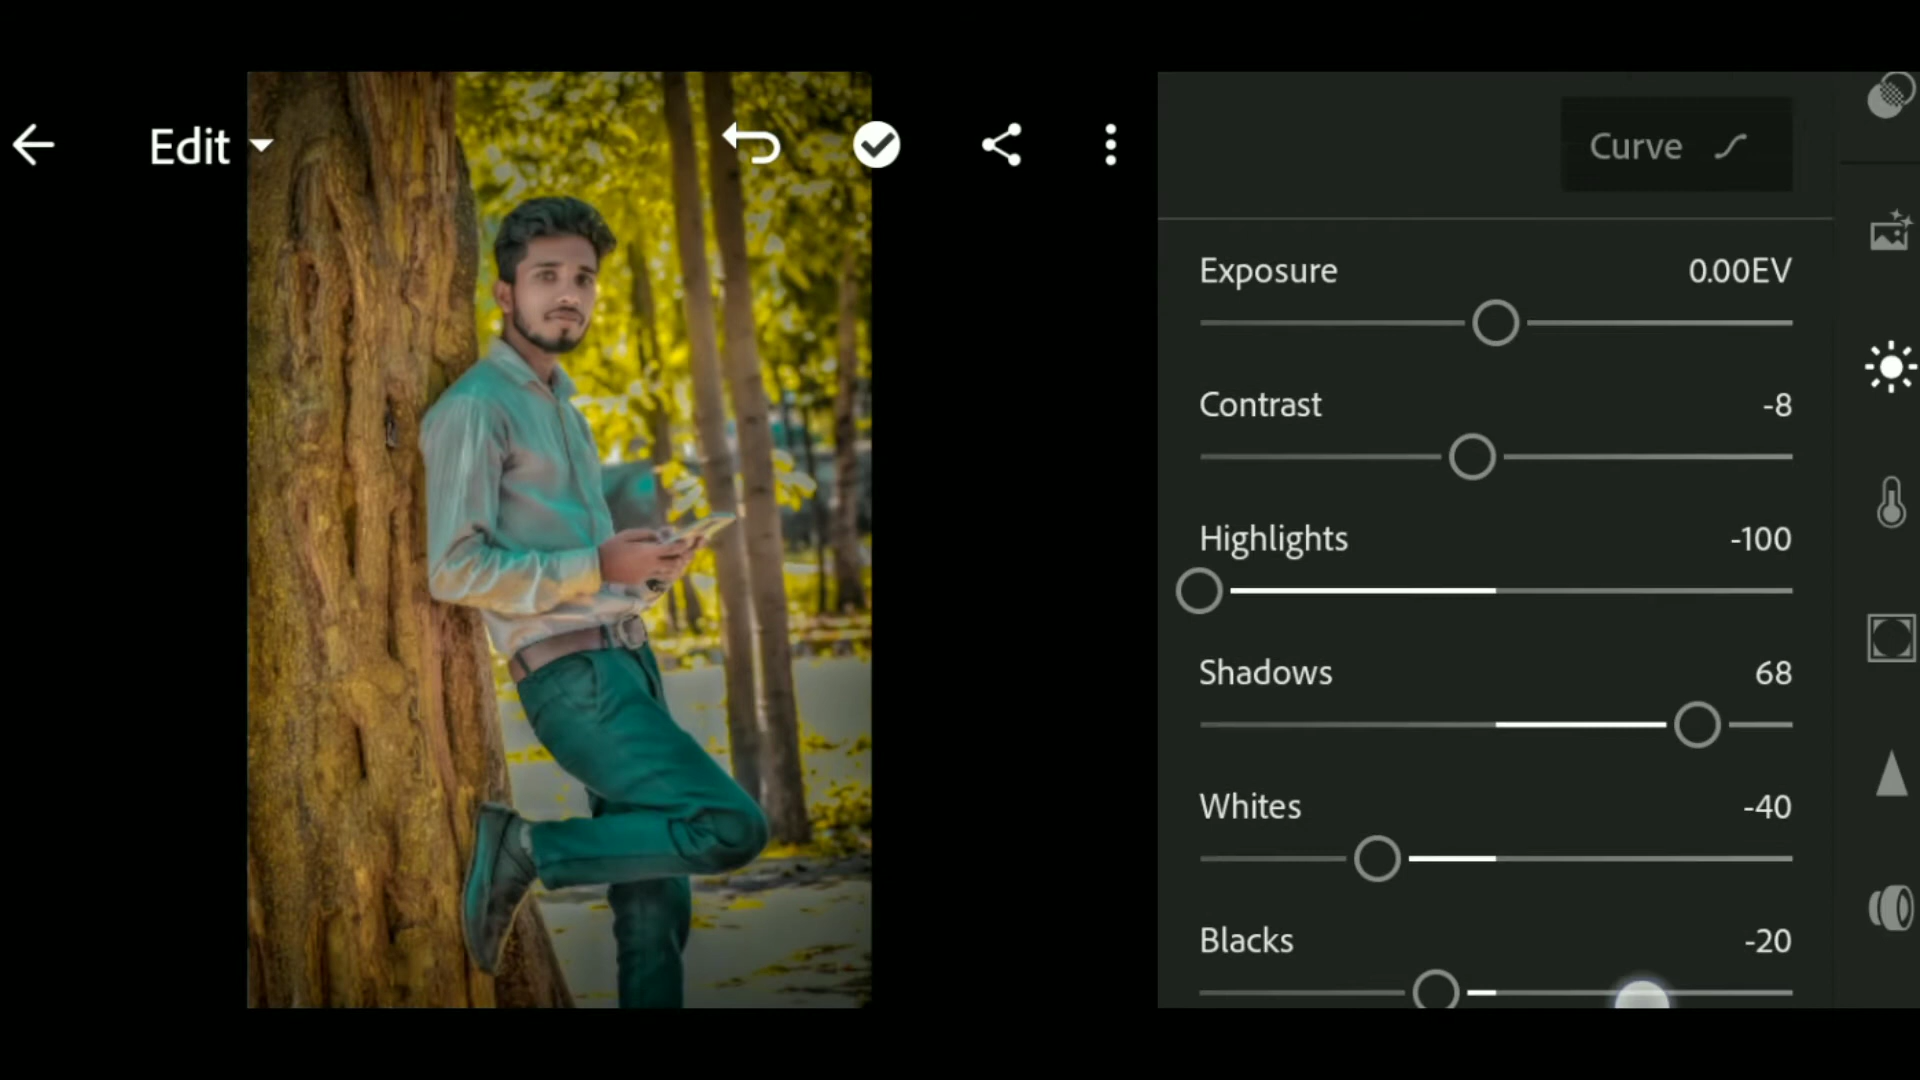 Edit
Curve
Exposure 0.00EV
Contrast -8
Highlights -100
Shadows 68
Whites -40
Blacks -20